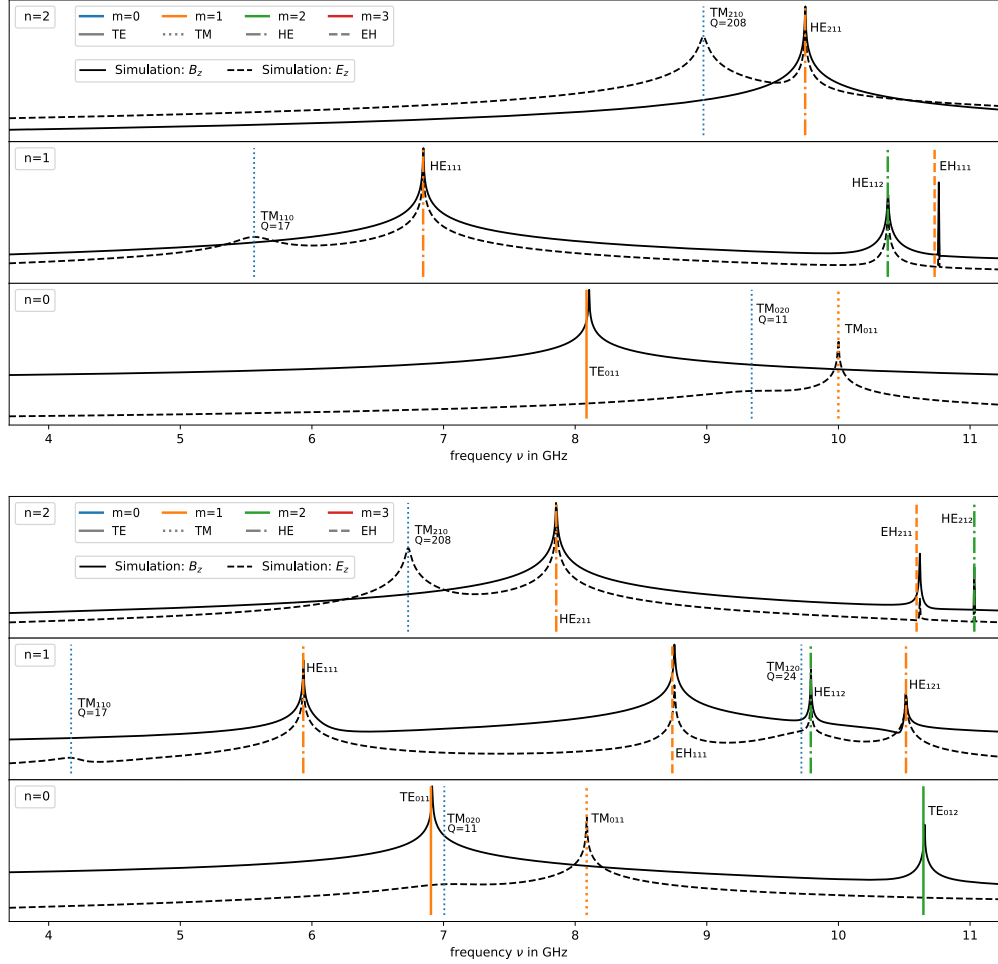 n=2
m=0 m=1 m=2 m=3
TE TM HE EH
Simulation: B_z Simulation: E_z
TM₂₁₀
Q=208
HE₂₁₁
n=1
TM₁₁₀
Q=17
HE₁₁₁
HE₁₁₂
EH₁₁₁
n=0
TE₀₁₁
TM₀₂₀
Q=11
TM₀₁₁
4 5 6 7 8 9 10 11
frequency ν in GHz
n=2
m=0 m=1 m=2 m=3
TE TM HE EH
Simulation: B_z Simulation: E_z
TM₂₁₀
Q=208
HE₂₁₁
EH₂₁₁
HE₂₁₂
n=1
TM₁₁₀
Q=17
HE₁₁₁
EH₁₁₁
TM₁₂₀
Q=24
HE₁₁₂
HE₁₂₁
n=0
TE₀₁₁
TM₀₂₀
Q=11
TM₀₁₁
TE₀₁₂
4 5 6 7 8 9 10 11
frequency ν in GHz